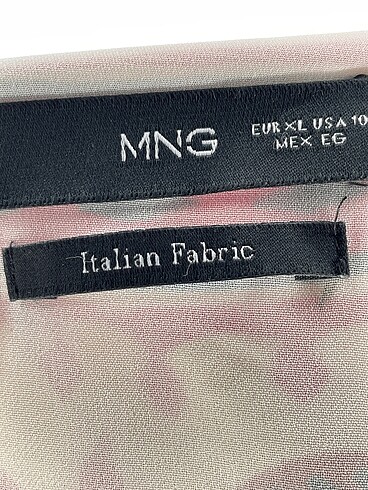 MNG
EUR XL USA 10
MEX EG
Italian Fabric